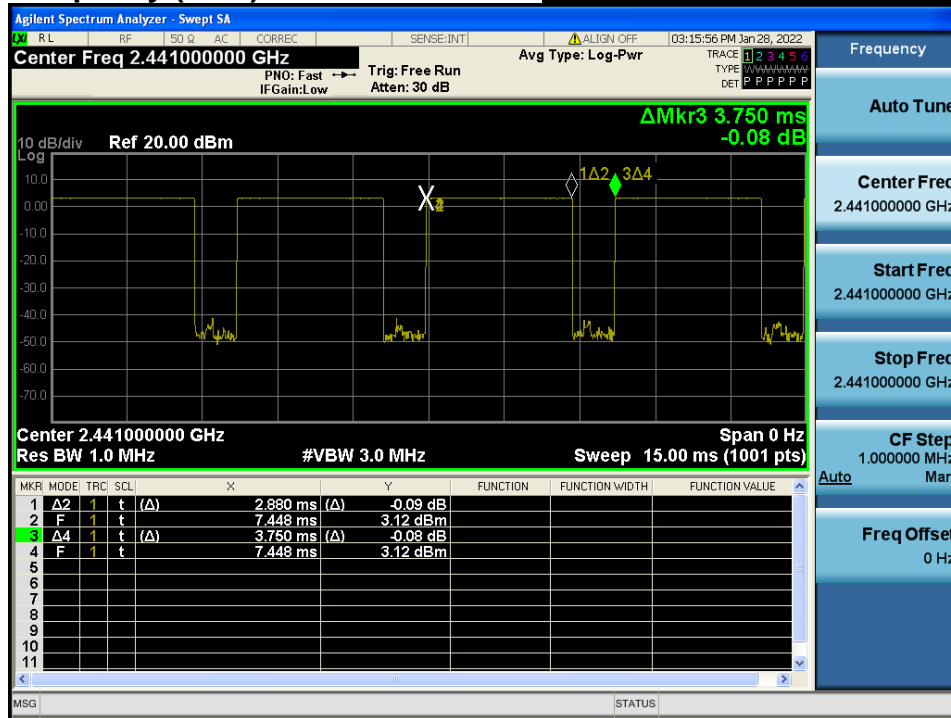 Agilent Spectrum Analyzer - Swept SA
LXI RL RF 50 Ω AC CORREC SENSE:INT ALIGN OFF 03:15:56 PM Jan 28, 2022
Center Freq 2.441000000 GHz Avg Type: Log-Pwr TRACE 1 2 3 4 5 6
PNO: Fast Trig: Free Run TYPE WWWWWW
IFGain:Low Atten: 30 dB DET P P P P P P
ΔMkr3 3.750 ms
10 dB/div Ref 20.00 dBm -0.08 dB
Log
10.0
1Δ2 3Δ4
0.00
X
-10.0
-20.0
-30.0
-40.0
-50.0
-60.0
-70.0
Center 2.441000000 GHz Span 0 Hz
Res BW 1.0 MHz #VBW 3.0 MHz Sweep 15.00 ms (1001 pts)
MKR MODE TRC SCL X Y FUNCTION FUNCTION WIDTH FUNCTION VALUE
1 Δ2 1 t (Δ) 2.880 ms (Δ) -0.09 dB
2 F 1 t 7.448 ms 3.12 dBm
3 Δ4 1 t (Δ) 3.750 ms (Δ) -0.08 dB
4 F 1 t 7.448 ms 3.12 dBm
5
6
7
8
9
10
11
MSG STATUS
Frequency
Auto Tune
Center Freq
2.441000000 GHz
Start Freq
2.441000000 GHz
Stop Freq
2.441000000 GHz
CF Step
1.000000 MHz
Auto Man
Freq Offset
0 Hz